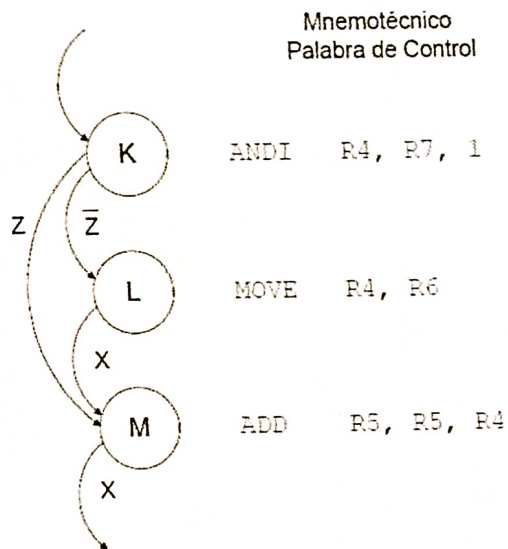 Mnemotécnico
Palabra de Control
K ANDI R4, R7, 1
Z Z̅
L MOVE R4, R6
X
M ADD R5, R5, R4
X